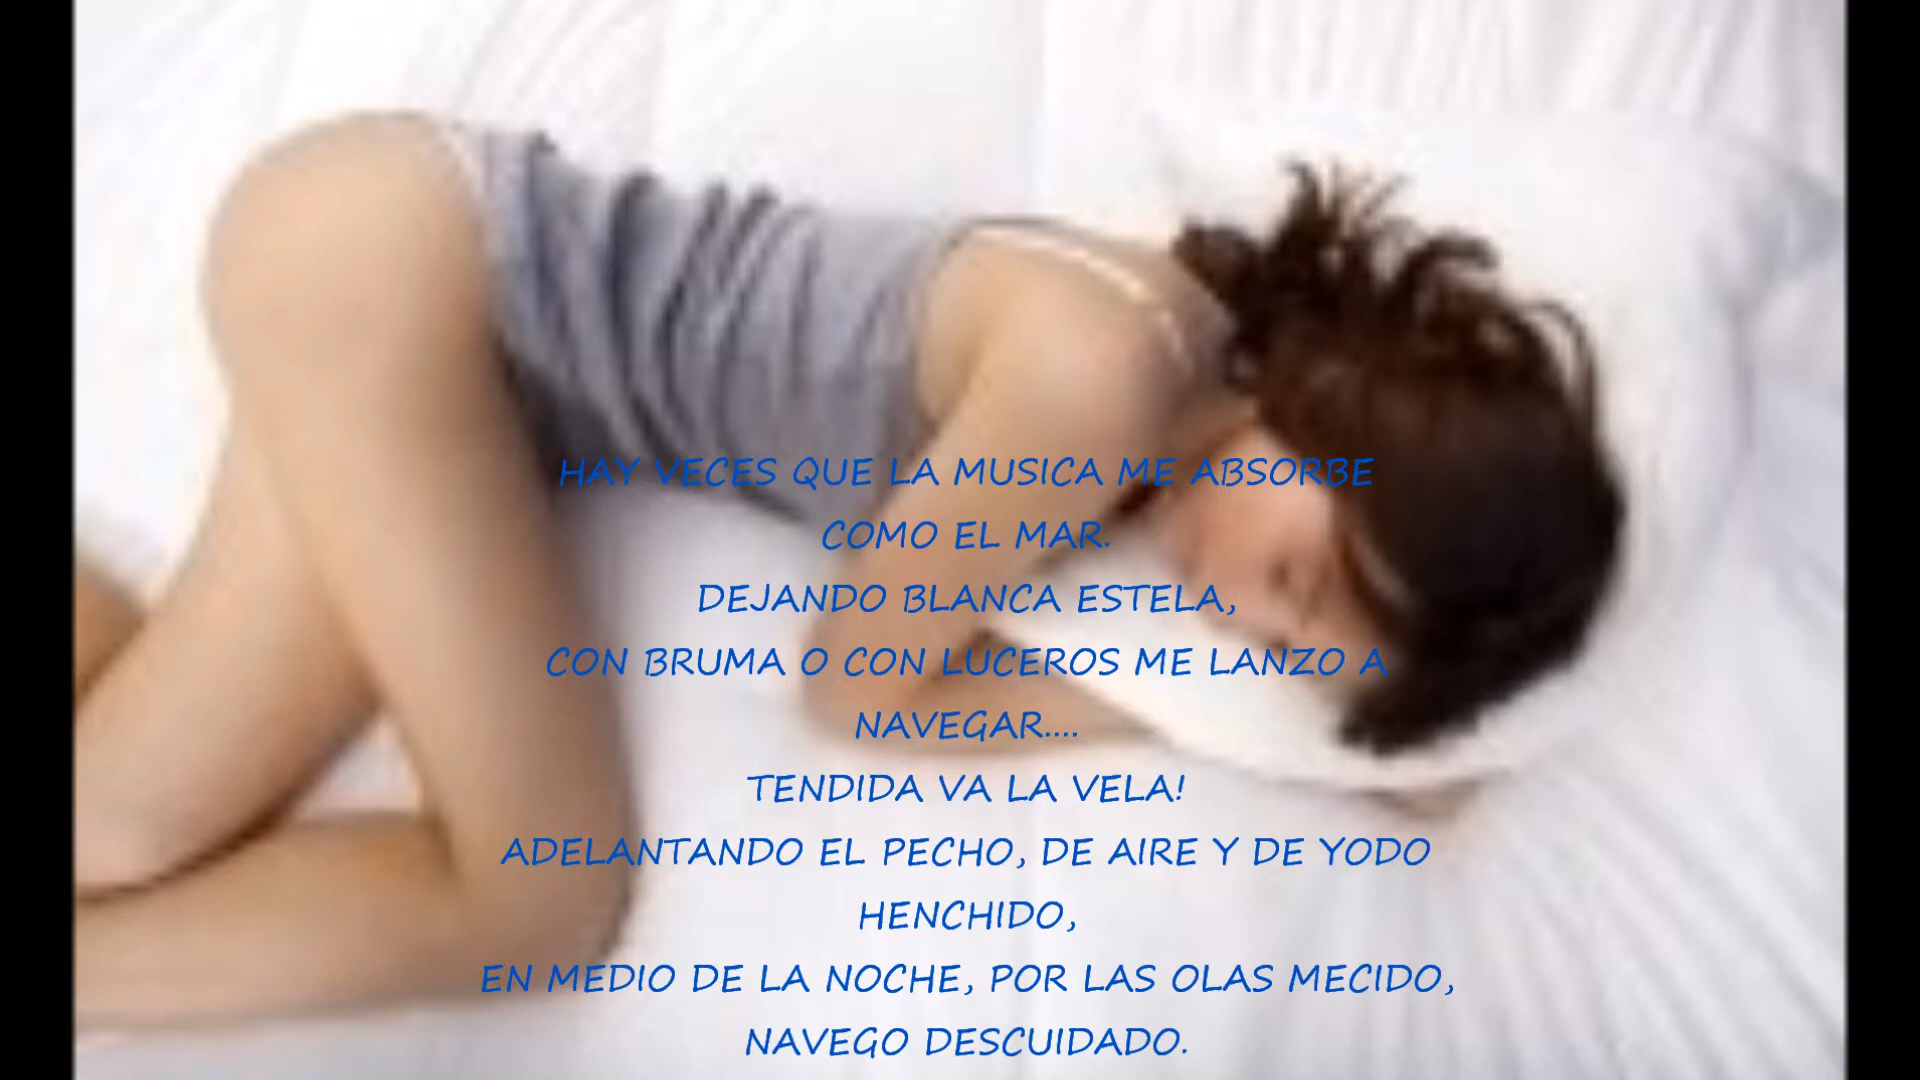 HAY VECES QUE LA MUSICA ME ABSORBE
COMO EL MAR.
DEJANDO BLANCA ESTELA,
CON BRUMA O CON LUCEROS ME LANZO A
NAVEGAR....
TENDIDA VA LA VELA!
ADELANTANDO EL PECHO, DE AIRE Y DE YODO
HENCHIDO,
EN MEDIO DE LA NOCHE, POR LAS OLAS MECIDO,
NAVEGO DESCUIDADO.